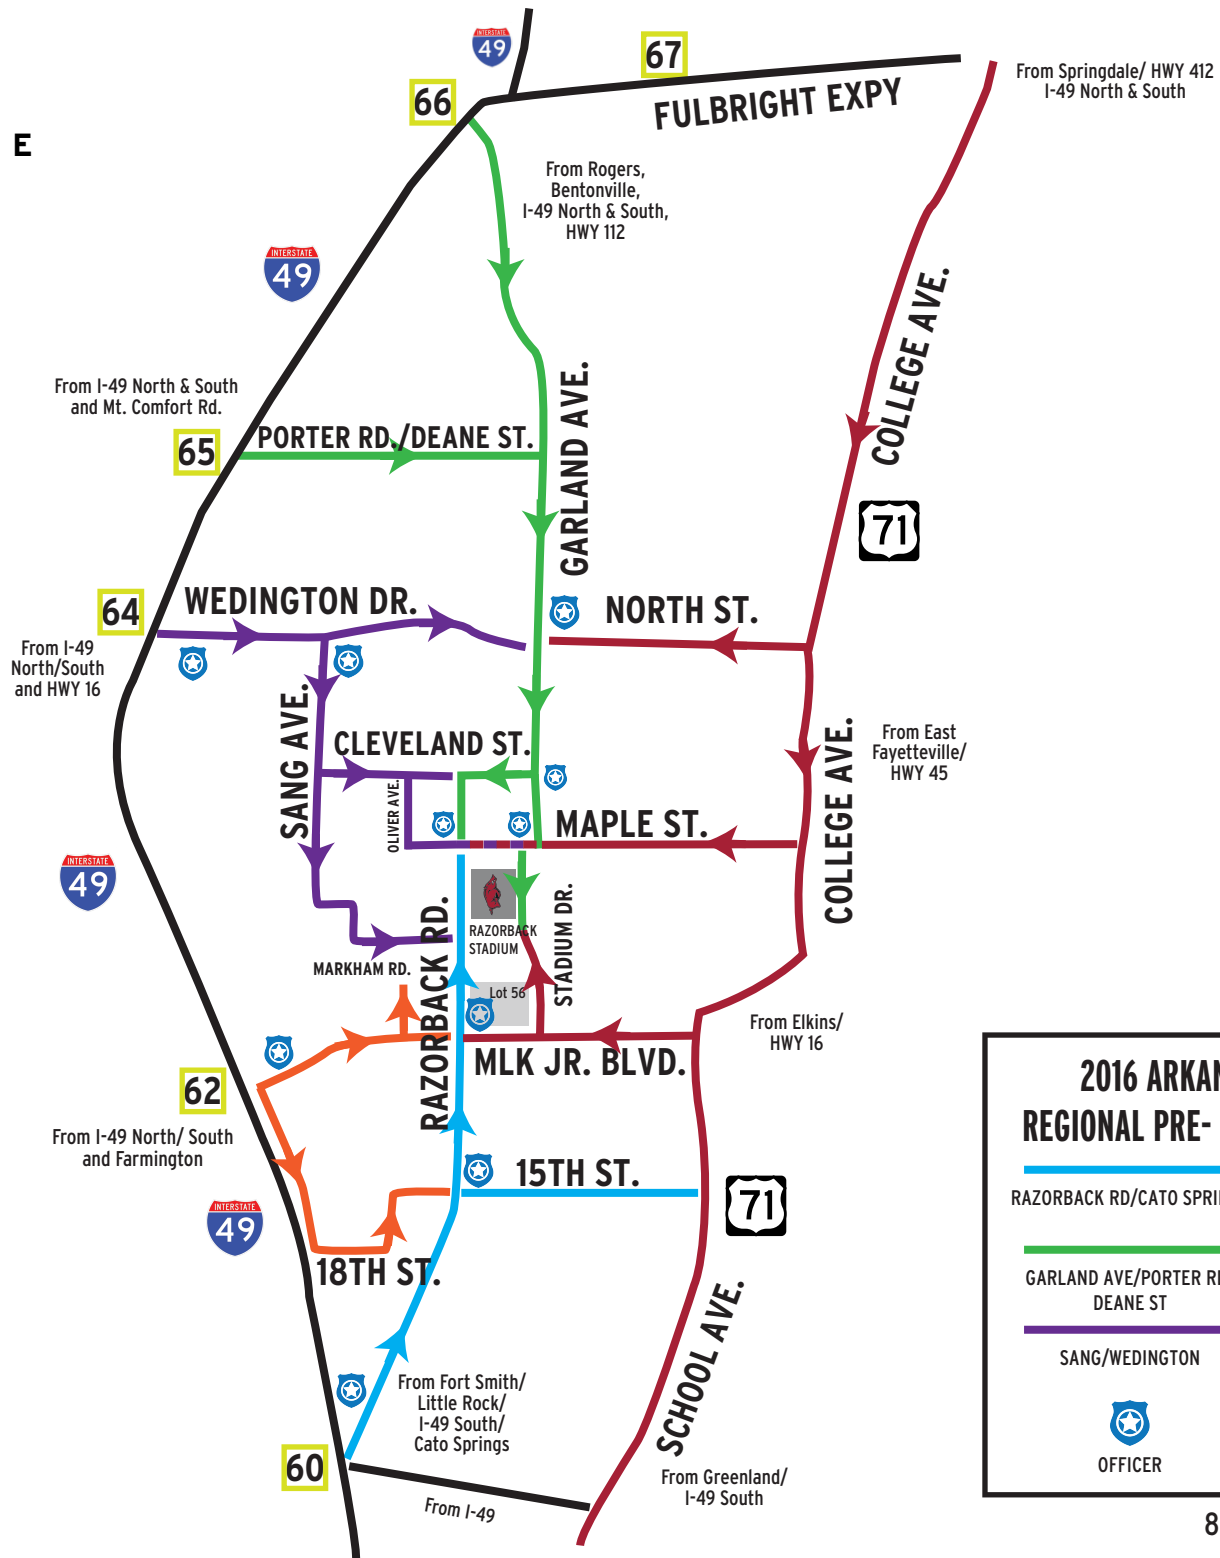 INTERSTATE
49
67
66
FULBRIGHT EXPY
From Springdale/ HWY 412
I-49 North & South
E
From Rogers,
Bentonville,
I-49 North & South,
HWY 112
INTERSTATE
49
COLLEGE AVE.
From I-49 North & South
and Mt. Comfort Rd.
65
PORTER RD./DEANE ST.
GARLAND AVE.
71
64
WEDINGTON DR.
NORTH ST.
From I-49
North/South
and HWY 16
SANG AVE.
CLEVELAND ST.
COLLEGE AVE.
From East
Fayetteville/
HWY 45
OLIVER AVE.
MAPLE ST.
INTERSTATE
49
RAZORBACK RD.
RAZORBACK
STADIUM
STADIUM DR.
MARKHAM RD.
Lot 56
From Elkins/
HWY 16
MLK JR. BLVD.
62
From I-49 North/ South
and Farmington
15TH ST.
71
INTERSTATE
49
18TH ST.
SCHOOL AVE.
From Fort Smith/
Little Rock/
I-49 South/
Cato Springs
60
From I-49
From Greenland/
I-49 South
2016 ARKAN
REGIONAL PRE-
RAZORBACK RD/CATO SPRI
GARLAND AVE/PORTER R
DEANE ST
SANG/WEDINGTON
OFFICER
8